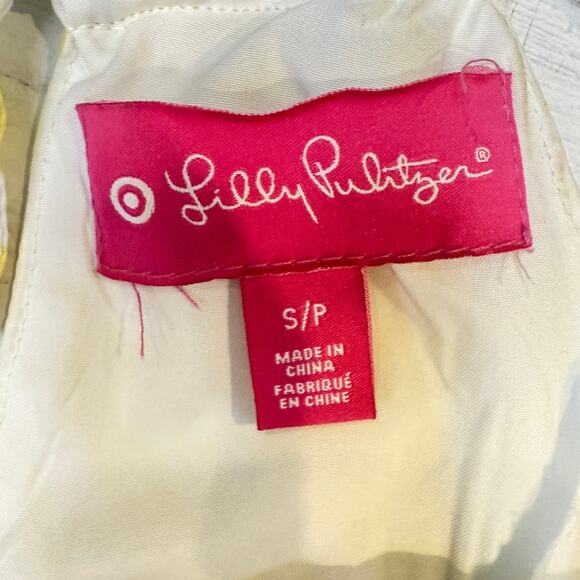 Lilly Pulitzer®
S/P
MADE IN
CHINA
FABRIQUÉ
EN CHINE